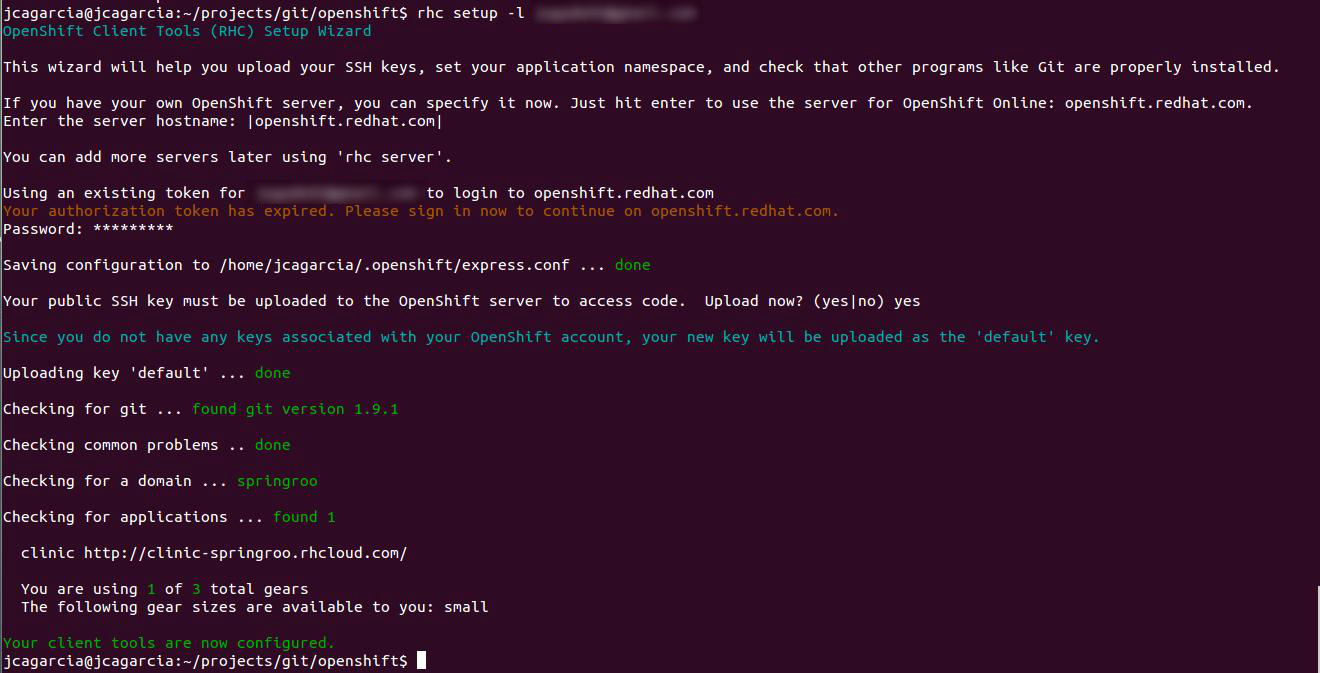 jcagarcia@jcagarcia:~/projects/git/openshift$ rhc setup -l
OpenShift Client Tools (RHC) Setup Wizard
This wizard will help you upload your SSH keys, set your application namespace, and check that other programs like Git are properly installed.
If you have your own OpenShift server, you can specify it now. Just hit enter to use the server for OpenShift Online: openshift.redhat.com.
Enter the server hostname: |openshift.redhat.com|
You can add more servers later using 'rhc server'.
Using an existing token for to login to openshift.redhat.com
Your authorization token has expired. Please sign in now to continue on openshift.redhat.com.
Password: *********
Saving configuration to /home/jcagarcia/.openshift/express.conf ... done
Your public SSH key must be uploaded to the OpenShift server to access code.  Upload now? (yes|no) yes
Since you do not have any keys associated with your OpenShift account, your new key will be uploaded as the 'default' key.
Uploading key 'default' ... done
Checking for git ... found git version 1.9.1
Checking common problems .. done
Checking for a domain ... springroo
Checking for applications ... found 1
clinic http://clinic-springroo.rhcloud.com/
You are using 1 of 3 total gears
The following gear sizes are available to you: small
Your client tools are now configured.
jcagarcia@jcagarcia:~/projects/git/openshift$